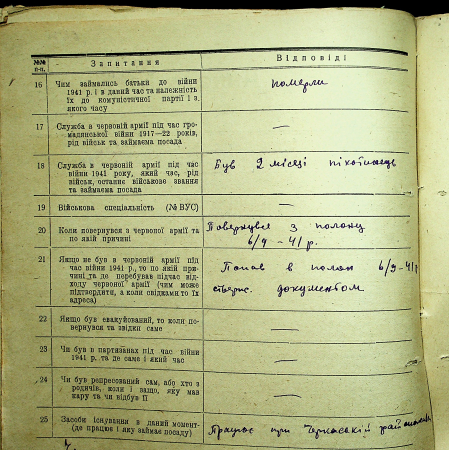 №№ п-п. Запитання Відповіді
16 Чим займались батьки до війни
1941 р. і в даний час та належність
їх до комуністичної партії і з
якого часу
померли
17 Служба в червоній армії під час гро-
мадянської війни 1917—22 років,
рід військ та займаєма посада
—
18 Служба в червоній армії під час
війни 1941 року, який час, рід
військ, останнє військове звання
та займаєма посада
Був 2 місяці піхотинець
19 Військова спеціальність (№ ВУС)
—
20 Коли повернувся з червоної армії та
по якій причині
Повернувся з полону
6/9 – 41 р.
21 Якщо не був в червоній армії під
час війни 1941 р., то по якій при-
чині та де перебував підчас від-
ходу червоної армії (чим може
підтвердити, а коли свідками то їх
адреса)
Попав в полон 6/9 – 41 р
документом
22 Якщо був евакуйований, то коли по-
вернувся та звідки саме
—
23 Чи був в партизанах під час війни
1941 р. та де саме і який час
—
24 Чи був репресований сам, або хто з
родичів, коли і защо, яку мав
кару та чи відбув її
—
25 Засоби існування в даний момент
(де працює і яку займає посаду)
Працює при Черкаській